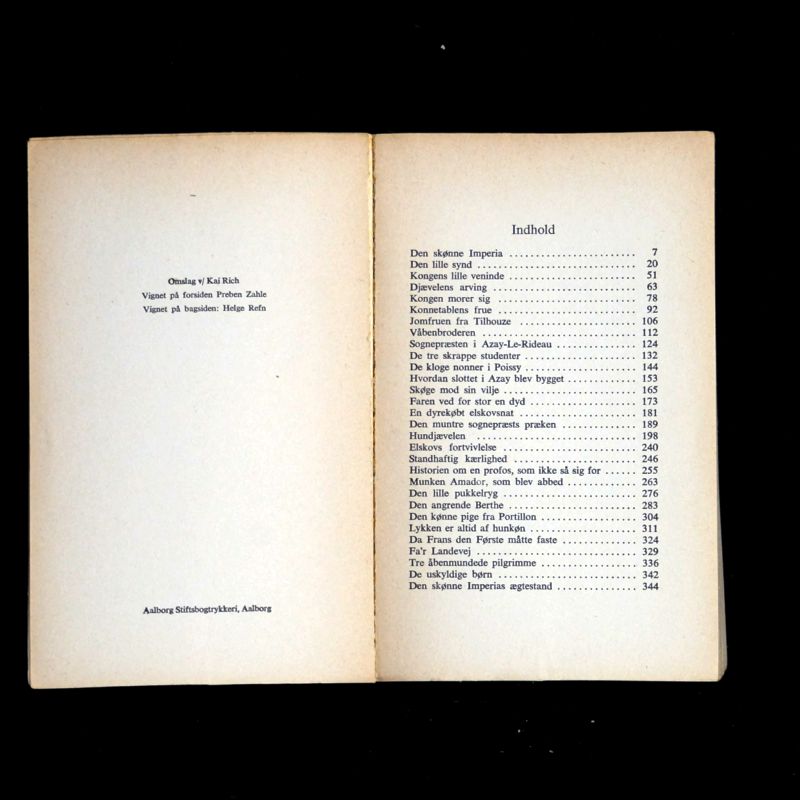 Omslag v/ Kai Rich
Vignet på forsiden Preben Zahle
Vignet på bagsiden: Helge Refn
Aalborg Stiftsbogtrykkeri, Aalborg
Indhold
Den skønne Imperia ........................ 7
Den lille synd ........................ 20
Kongens lille veninde ........................ 51
Djævelens arving ........................ 63
Kongen morer sig ........................ 78
Konnetablens frue ........................ 92
Jomfruen fra Tilhouze ........................ 106
Våbenbroderen ........................ 112
Sognepræsten i Azay-Le-Rideau ............... 124
De tre skrappe studenter ..................... 132
De kloge nonner i Poissy ..................... 144
Hvordan slottet i Azay blev bygget ............. 153
Skøge mod sin vilje ........................ 165
Faren ved for stor en dyd ..................... 173
En dyrekøbt elskovsnat ..................... 181
Den muntre sognepræsts præken ............... 189
Hundjævelen ........................ 198
Elskovs fortvivlelse ........................ 240
Standhaftig kærlighed ........................ 246
Historien om en profos, som ikke så sig for ...... 255
Munken Amador, som blev abbed ............. 263
Den lille pukkelryg ........................ 276
Den angrende Berthe ........................ 283
Den kønne pige fra Portillon .................. 304
Lykken er altid af hunkøn ..................... 311
Da Frans den Første måtte faste ............... 324
Fa'r Landevej ........................ 329
Tre åbenmundede pilgrimme .................. 336
De uskyldige børn ........................ 342
Den skønne Imperias ægtestand ............... 344